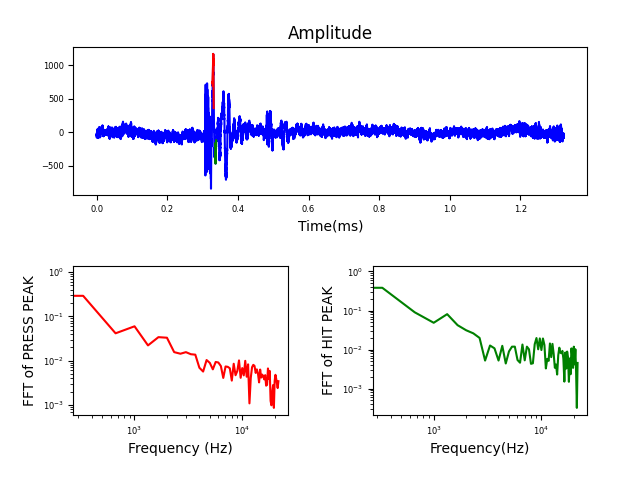 Amplitude
1000
500
0
−500
0.0 0.2 0.4 0.6 0.8 1.0 1.2
Time(ms)
FFT of PRESS PEAK
10⁰
10⁻¹
10⁻²
10⁻³
10³ 10⁴
Frequency (Hz)
FFT of HIT PEAK
10⁰
10⁻¹
10⁻²
10⁻³
10³ 10⁴
Frequency(Hz)